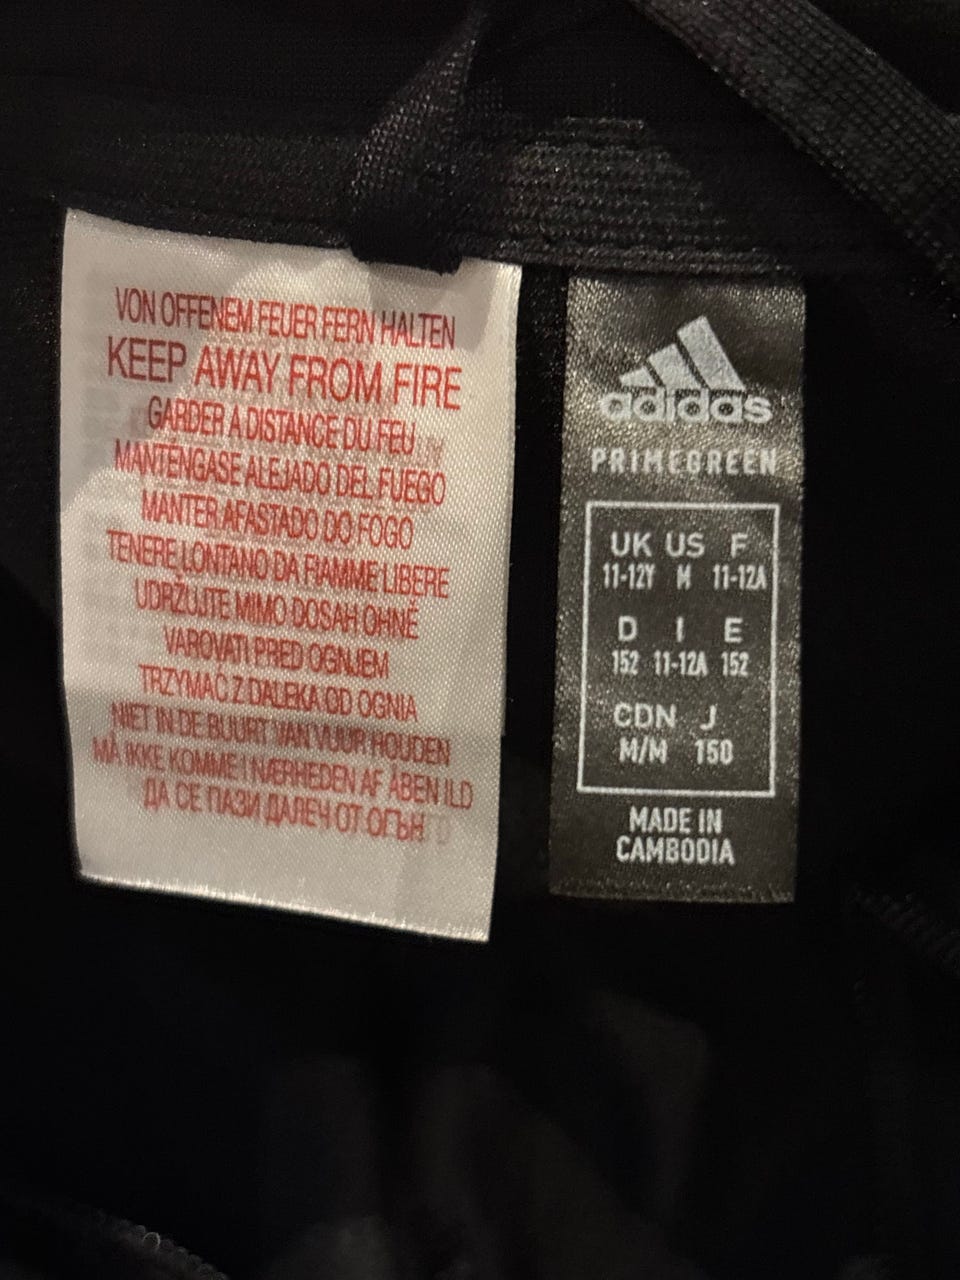 VON OFFENEM FEUER FERN HALTEN
KEEP AWAY FROM FIRE
GARDER A DISTANCE DU FEU
MANTÉNGASE ALEJADO DEL FUEGO
MANTER AFASTADO DO FOGO
TENERE LONTANO DA FIAMME LIBERE
UDRŽUJTE MIMO DOSAH OHNĚ
VAROVATI PRED OGNJEM
TRZYMAĆ Z DALEKA OD OGNIA
NIET IN DE BUURT VAN VUUR HOUDEN
MÅ IKKE KOMME I NÆRHEDEN AF ÅBEN ILD
ДА СЕ ПАЗИ ДАЛЕЧ ОТ ОГЪН
adidas
PRIMEGREEN
UK US F
11-12Y M 11-12A
D I E
152 11-12A 152
CDN J
M/M 150
MADE IN
CAMBODIA